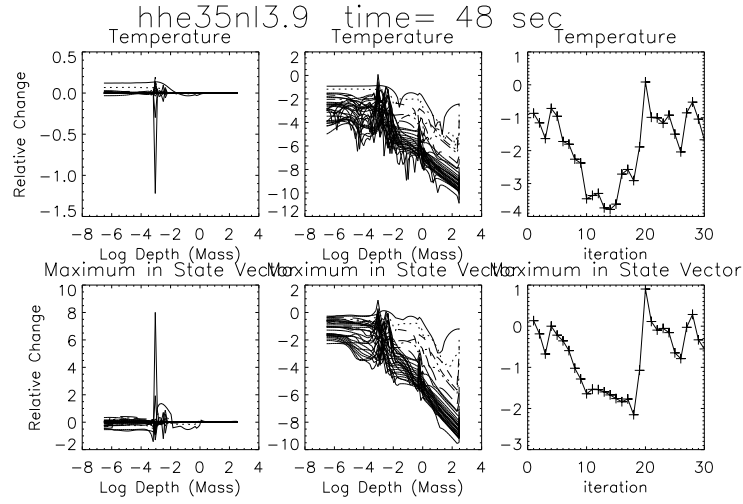 hhe35nl3.9 time= 48 sec
Temperature Temperature Temperature
Relative Change
0.5
0.0
−0.5
−1.0
−1.5
−8 −6 −4 −2 0 2 4
Log Depth (Mass)
0
−2
−4
−6
−8
−10
−12
−8 −6 −4 −2 0 2 4
Log Depth (Mass)
1
0
−1
−2
−3
−4
0 10 20 30
iteration
Maximum in State Vector Maximum in State Vector Maximum in State Vector
Relative Change
10
8
6
4
2
0
−2
−8 −6 −4 −2 0 2 4
Log Depth (Mass)
2
0
−2
−4
−6
−8
−10
−8 −6 −4 −2 0 2 4
Log Depth (Mass)
0
−1
−2
−3
0 10 20 30
iteration